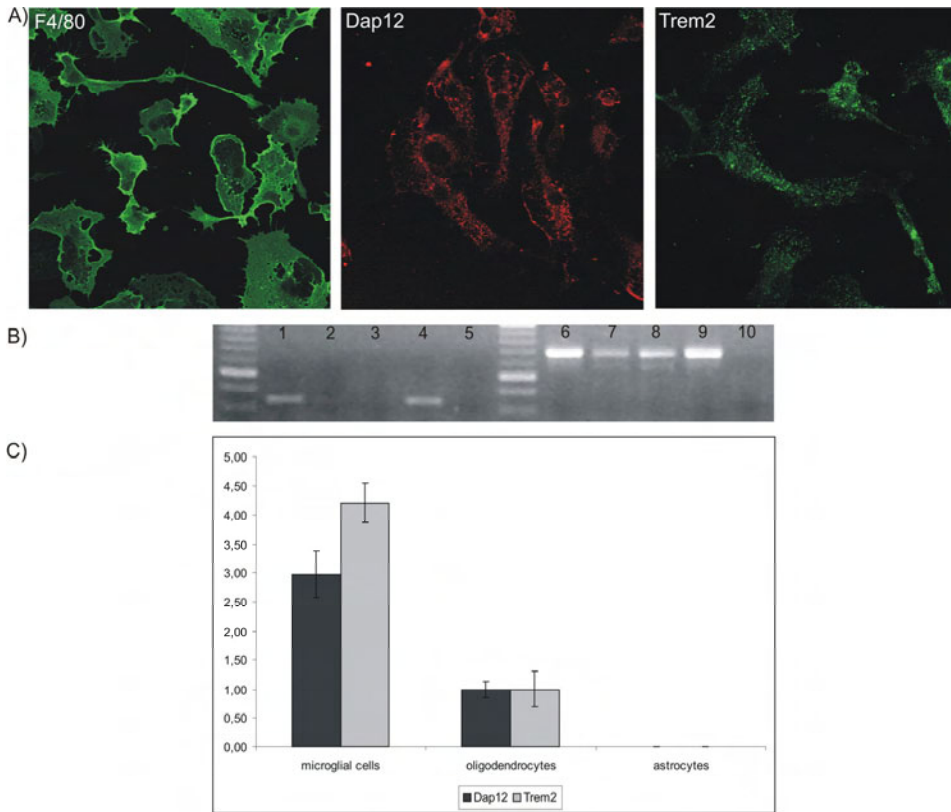 A) F4/80 Dap12 Trem2
B) 1 2 3 4 5 6 7 8 9 10
C)
5,00
4,50
4,00
3,50
3,00
2,50
2,00
1,50
1,00
0,50
0,00
microglial cells oligodendrocytes astrocytes
Dap12 Trem2